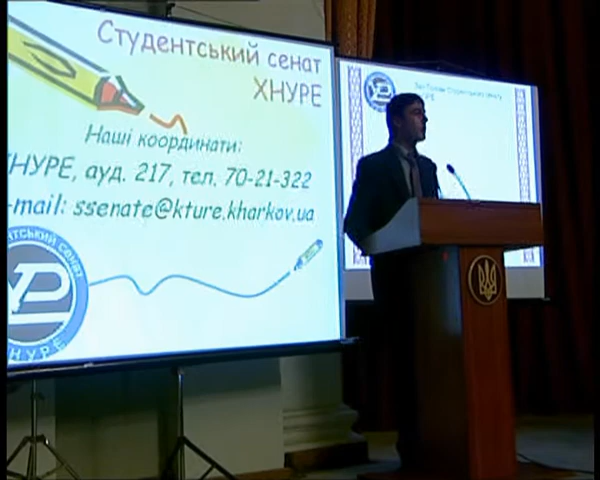 Студентський сенат
ХНУРЕ
Наші координати:
ХНУРЕ, ауд. 217, тел. 70-21-322
e-mail: ssenate@kture.kharkov.ua
ТСЬКИЙ СЕНАТ
ХНУРЕ